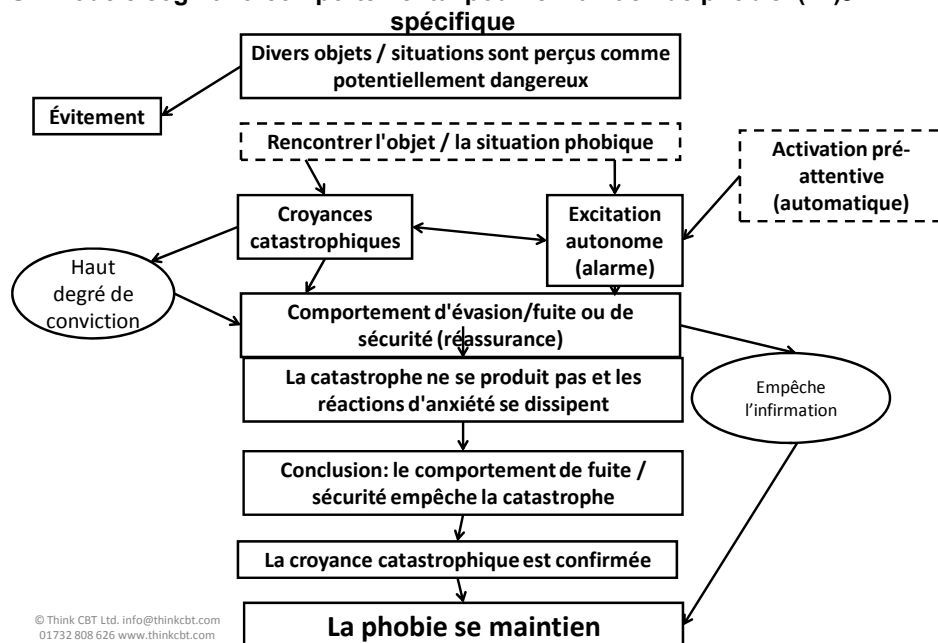 spécifique
Divers objets / situations sont perçus comme
potentiellement dangereux
Évitement
Rencontrer l'objet / la situation phobique
Activation pré-
attentive
(automatique)
Croyances
catastrophiques
Excitation
autonome
(alarme)
Haut
degré de
conviction
Comportement d'évasion/fuite ou de
sécurité (réassurance)
La catastrophe ne se produit pas et les
réactions d'anxiété se dissipent
Empêche
l'infirmation
Conclusion: le comportement de fuite /
sécurité empêche la catastrophe
La croyance catastrophique est confirmée
La phobie se maintien
© Think CBT Ltd. info@thinkcbt.com
01732 808 626 www.thinkcbt.com